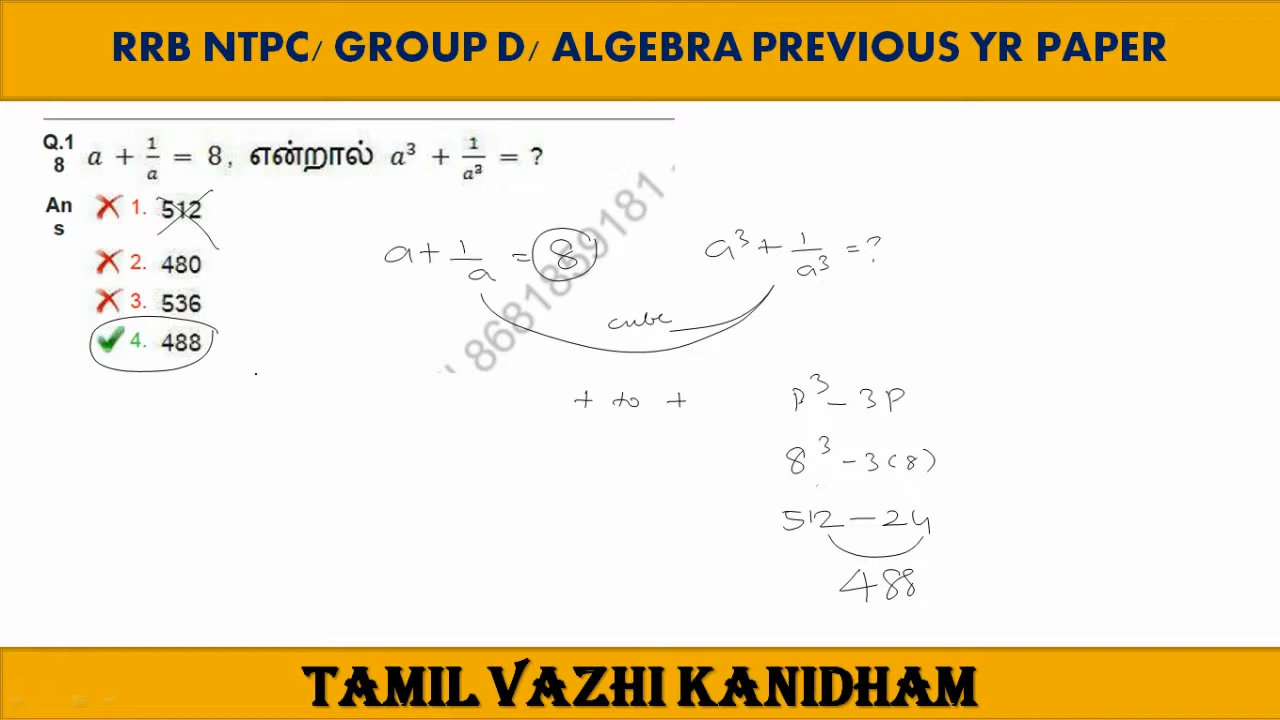 RRB NTPC/ GROUP D/ ALGEBRA PREVIOUS YR PAPER
Q.18 a + 1/a = 8, என்றால் a³ + 1/a³ = ?
Ans 1. 512
2. 480
3. 536
4. 488
8681859181
a + 1/a = 8
a³ + 1/a³ = ?
cube
+ to +
P³ - 3P
8³ - 3(8)
512 - 24
488
TAMIL VAZHI KANIDHAM